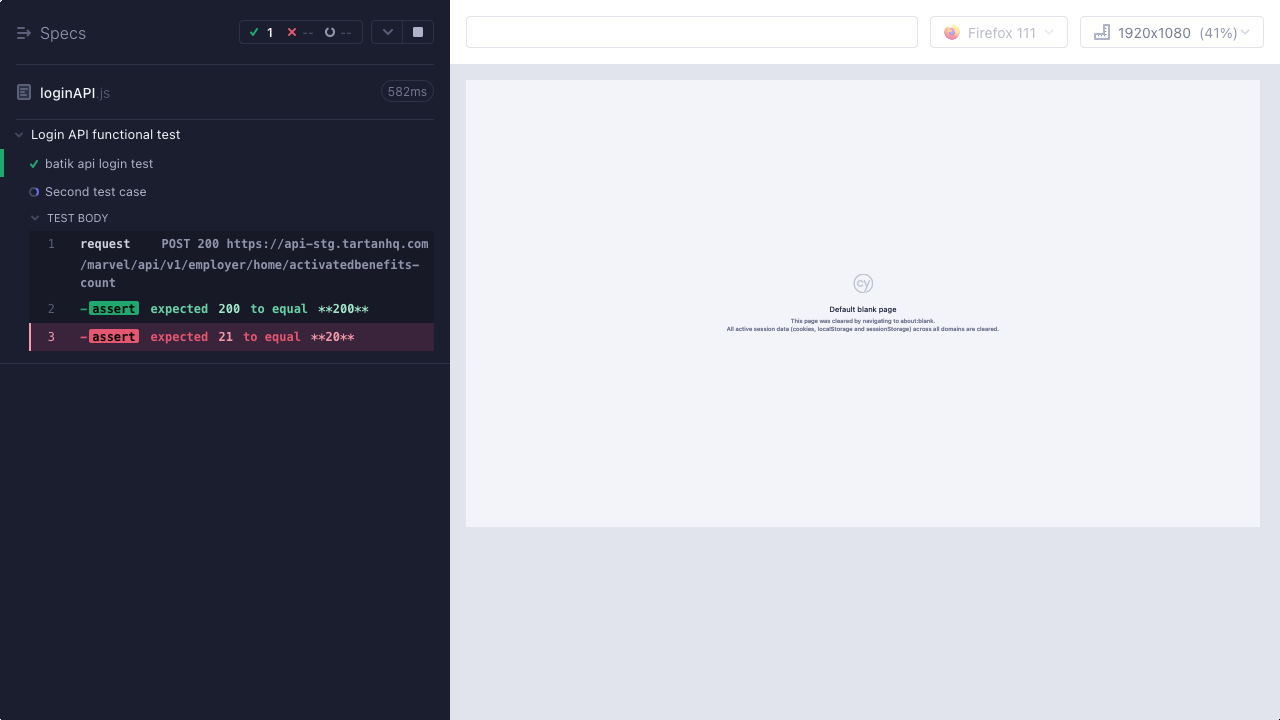 Specs
1 -- --
loginAPI.js
582ms
Login API functional test
batik api login test
Second test case
TEST BODY
1 request POST 200 https://api-stg.tartanhq.com
/marvel/api/v1/employer/home/activatedbenefits-
count
2 -assert expected 200 to equal **200**
3 -assert expected 21 to equal **20**
Firefox 111
1920x1080 (41%)
cy
Default blank page
This page was cleared by navigating to about:blank.
All active session data (cookies, localStorage and sessionStorage) across all domains are cleared.